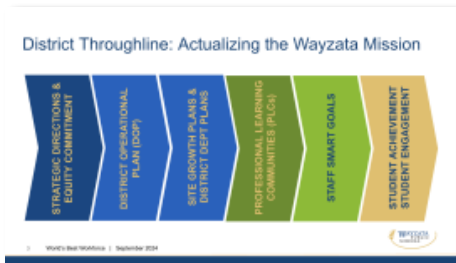 District Throughline: Actualizing the Wayzata Mission
STRATEGIC DIRECTIONS &
EQUITY COMMITMENT
DISTRICT OPERATIONAL
PLAN (DOP)
SITE GROWTH PLANS &
DISTRICT DEPT PLANS
PROFESSIONAL LEARNING
COMMUNITIES (PLCs)
STAFF SMART GOALS
STUDENT ACHIEVEMENT
STUDENT ENGAGEMENT
World's Best Workforce | September 2024
WAYZATA